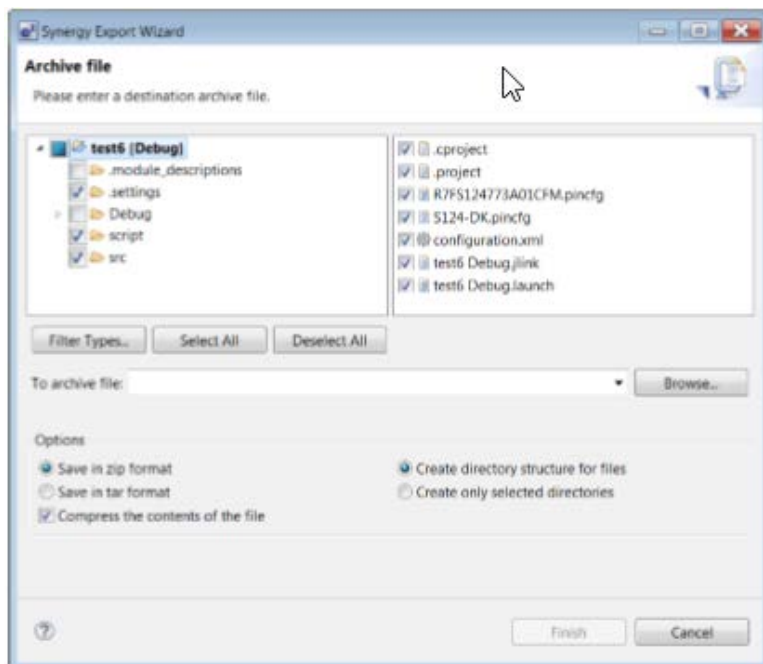 e² Synergy Export Wizard
Archive file
Please enter a destination archive file.
test6 [Debug]
.module_descriptions
.settings
Debug
script
src
.cproject
.project
R7FS124773A01CFM.pincfg
S124-DK.pincfg
configuration.xml
test6 Debug.jlink
test6 Debug.launch
Filter Types...
Select All
Deselect All
To archive file:
Browse...
Options
Save in zip format
Save in tar format
Compress the contents of the file
Create directory structure for files
Create only selected directories
?
Finish
Cancel